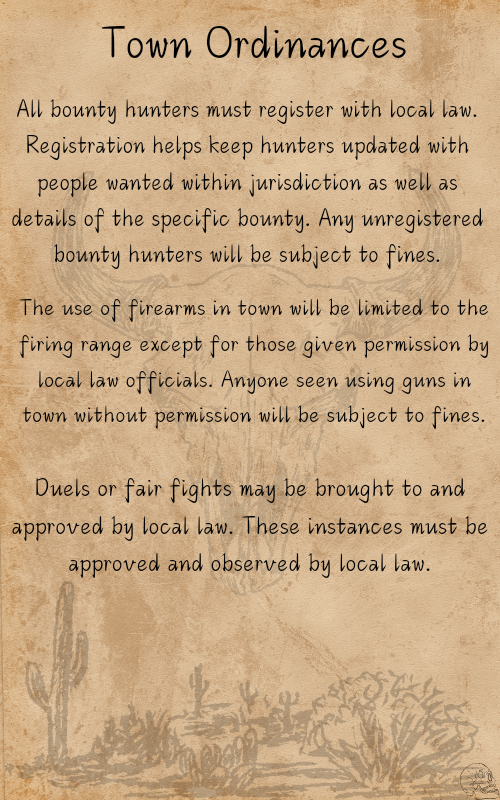 Town Ordinances
All bounty hunters must register with local law.
Registration helps keep hunters updated with
people wanted within jurisdiction as well as
details of the specific bounty. Any unregistered
bounty hunters will be subject to fines.
The use of firearms in town will be limited to the
firing range except for those given permission by
local law officials. Anyone seen using guns in
town without permission will be subject to fines.
Duels or fair fights may be brought to and
approved by local law. These instances must be
approved and observed by local law.